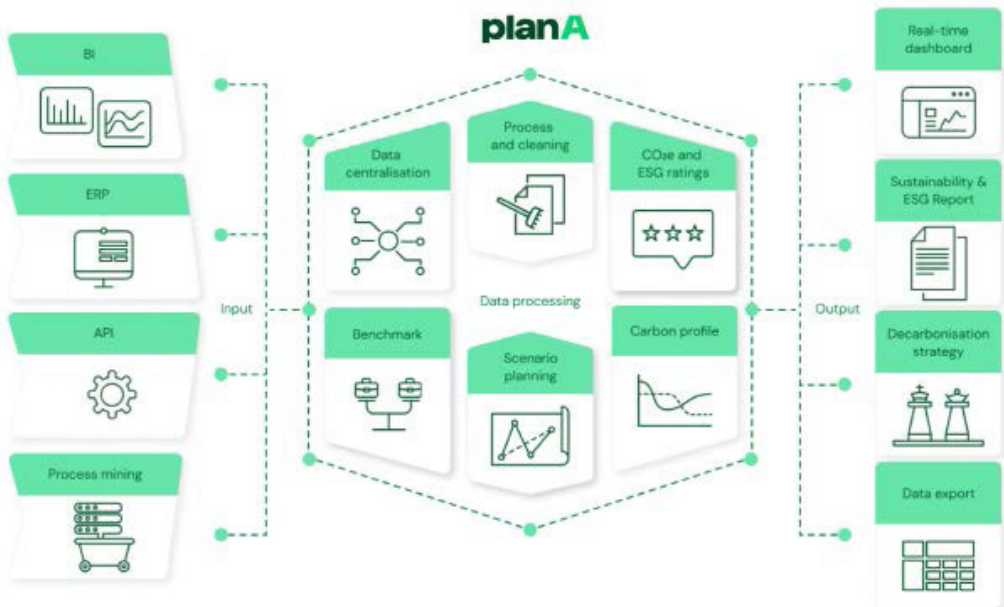 planA
BI
ERP
API
Process mining
Input
Data
centralisation
Process
and cleaning
CO₂e and
ESG ratings
Data processing
Benchmark
Scenario
planning
Carbon profile
Output
Real-time
dashboard
Sustainability &
ESG Report
Decarbonisation
strategy
Data export